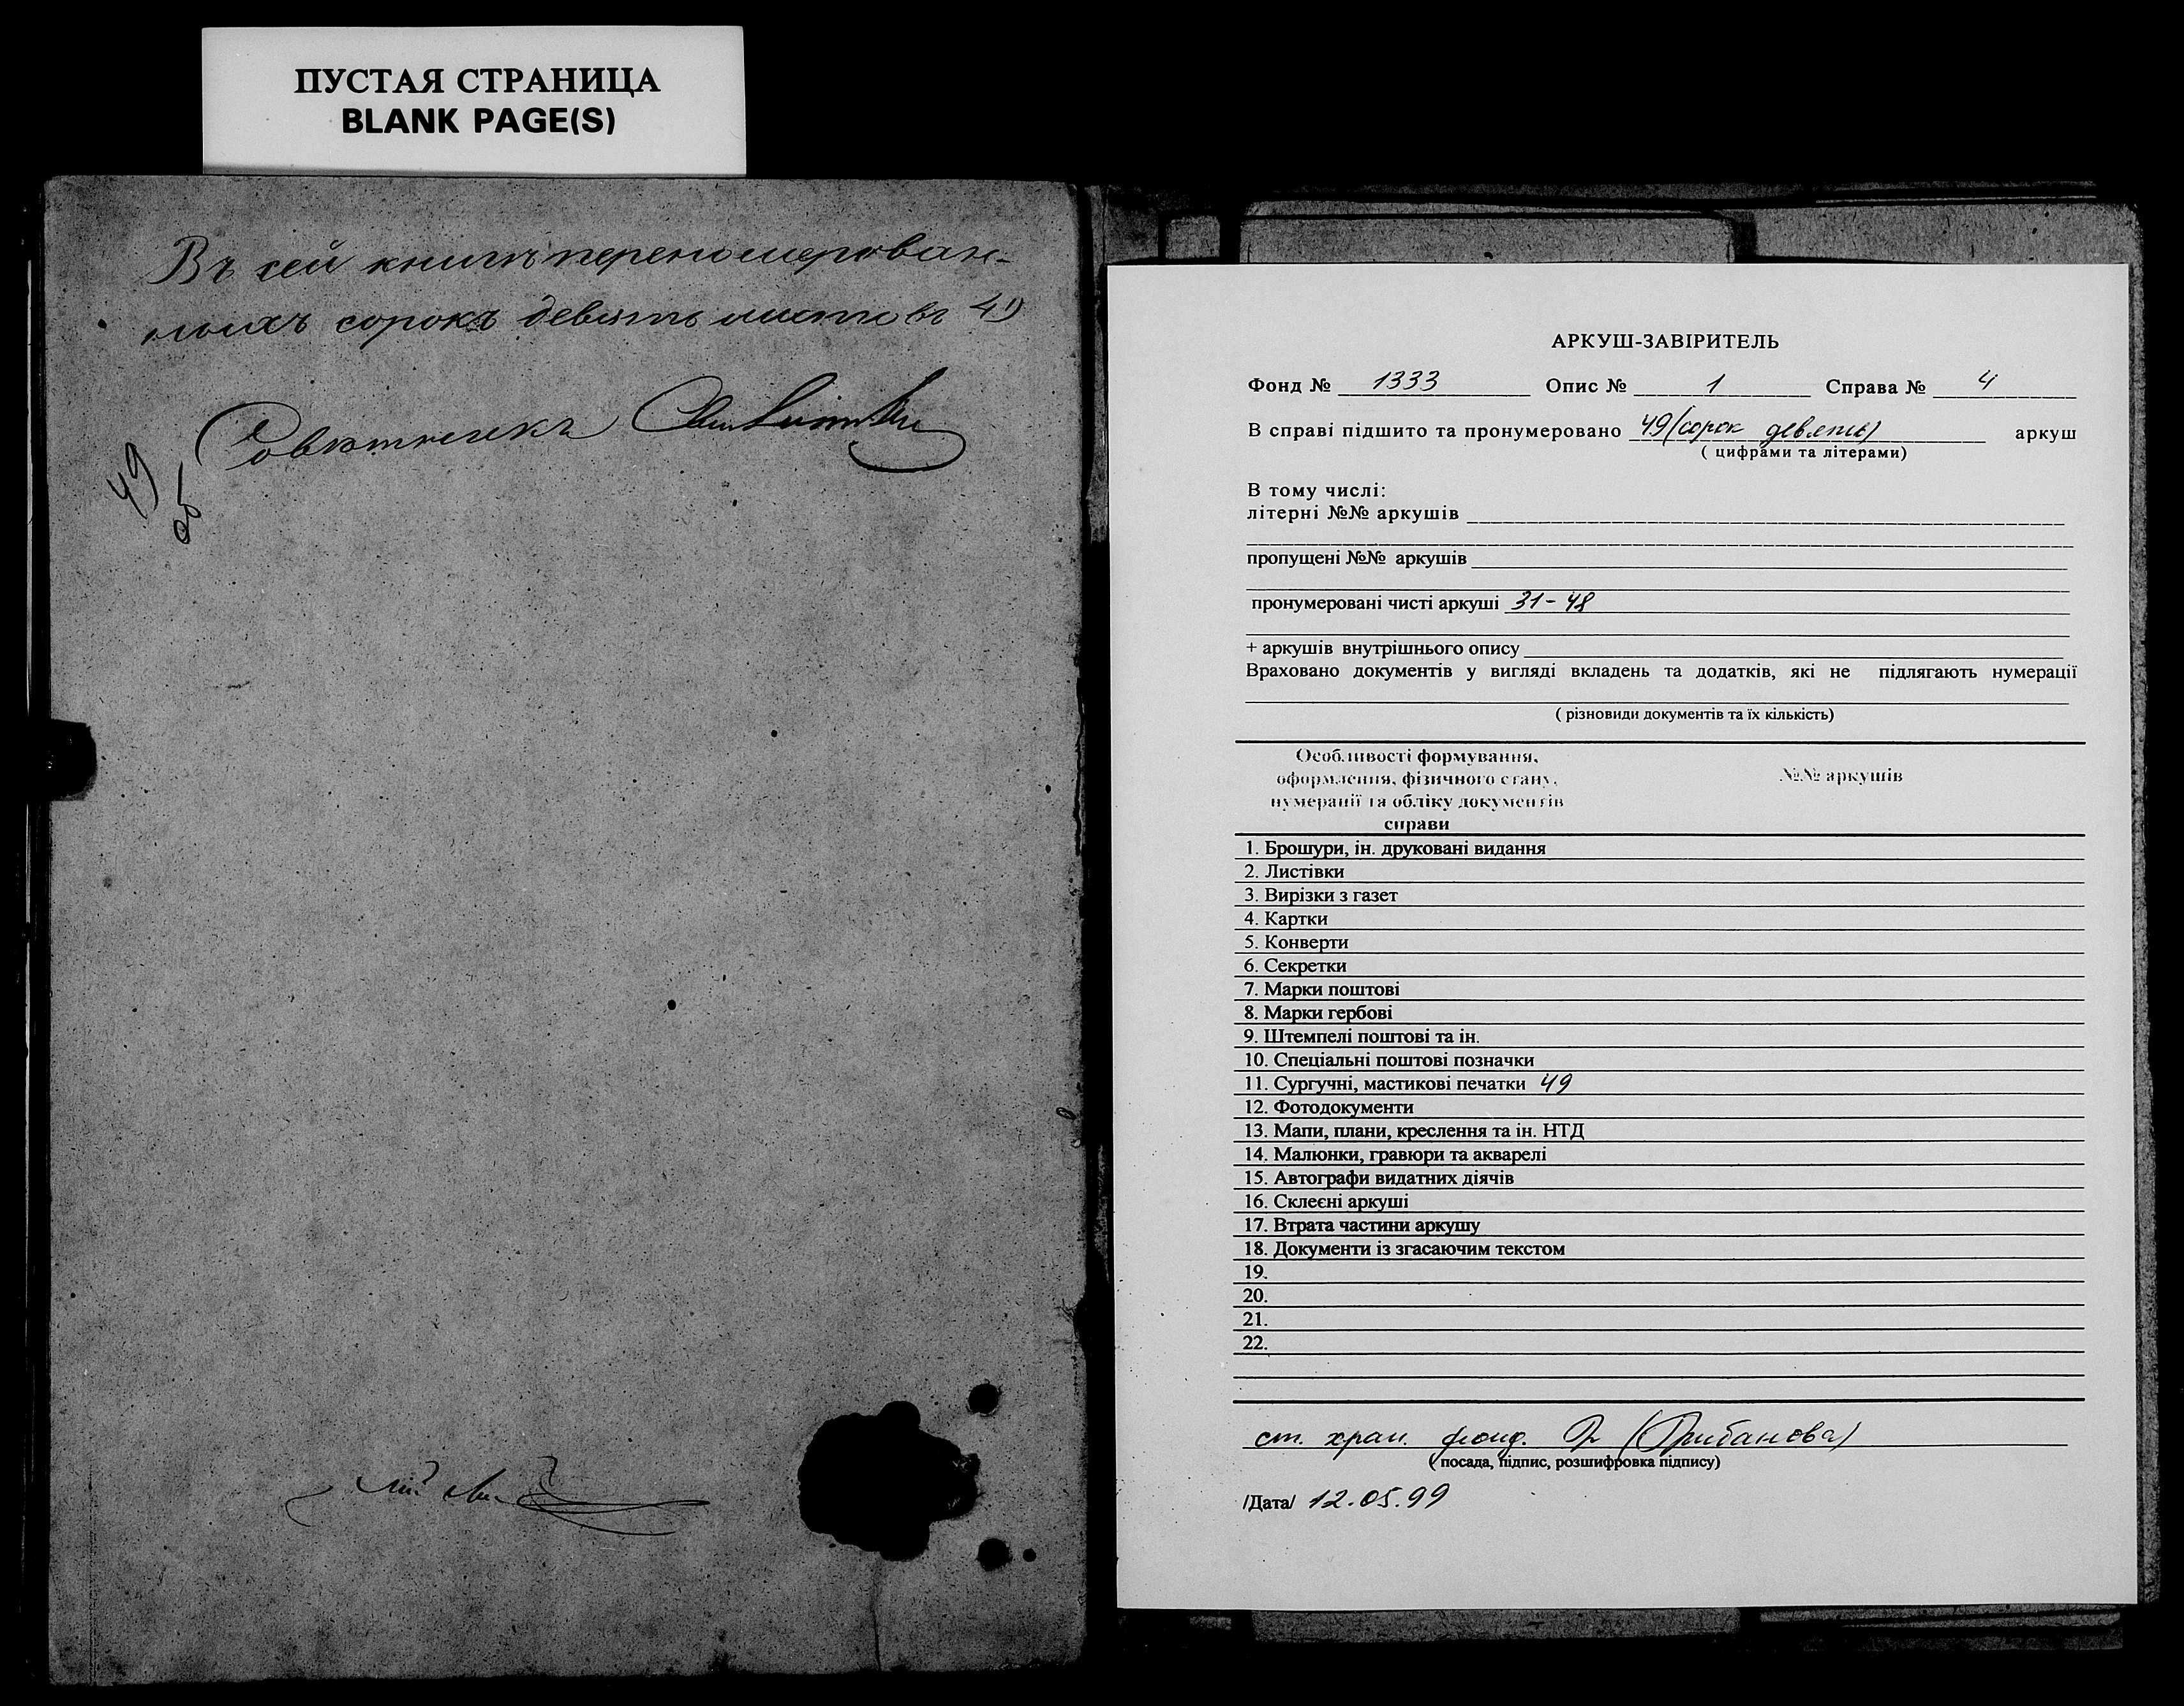 ПУСТАЯ СТРАНИЦА
BLANK PAGE(S)
Въ сей книгѣ перенумерован-
ныхъ сорокъ девять листовъ 49
Совѣтникъ
49
об
АРКУШ-ЗАВІРИТЕЛЬ
Фонд № 1333 Опис № 1 Справа № 4
В справі підшито та пронумеровано 49 (сорок девять) аркуш
( цифрами та літерами)
В тому числі:
літерні №№ аркушів
пропущені №№ аркушів
пронумеровані чисті аркуші 31-48
+ аркушів внутрішнього опису
Враховано документів у вигляді вкладень та додатків, які не підлягають нумерації
( різновиди документів та їх кількість)
Особливості формування, 
оформлення, фізичного стану,
№№ аркушів
нумерації та обліку документів
справи
1. Брошури, ін. друковані видання
2. Листівки
3. Вирізки з газет
4. Картки
5. Конверти
6. Секретки
7. Марки поштові
8. Марки гербові
9. Штемпелі поштові та ін.
10. Спеціальні поштові позначки
11. Сургучні, мастикові печатки 49
12. Фотодокументи
13. Мапи, плани, креслення та ін. НТД
14. Малюнки, гравюри та акварелі
15. Автографи видатних діячів
16. Склеєні аркуші
17. Втрата частини аркушу
18. Документи із згасаючим текстом
19.
20.
21.
22.
ст. хран. фонд. (Грибанова)
( посада, підпис, розшифровка підпису)
/Дата/ 12.05.99